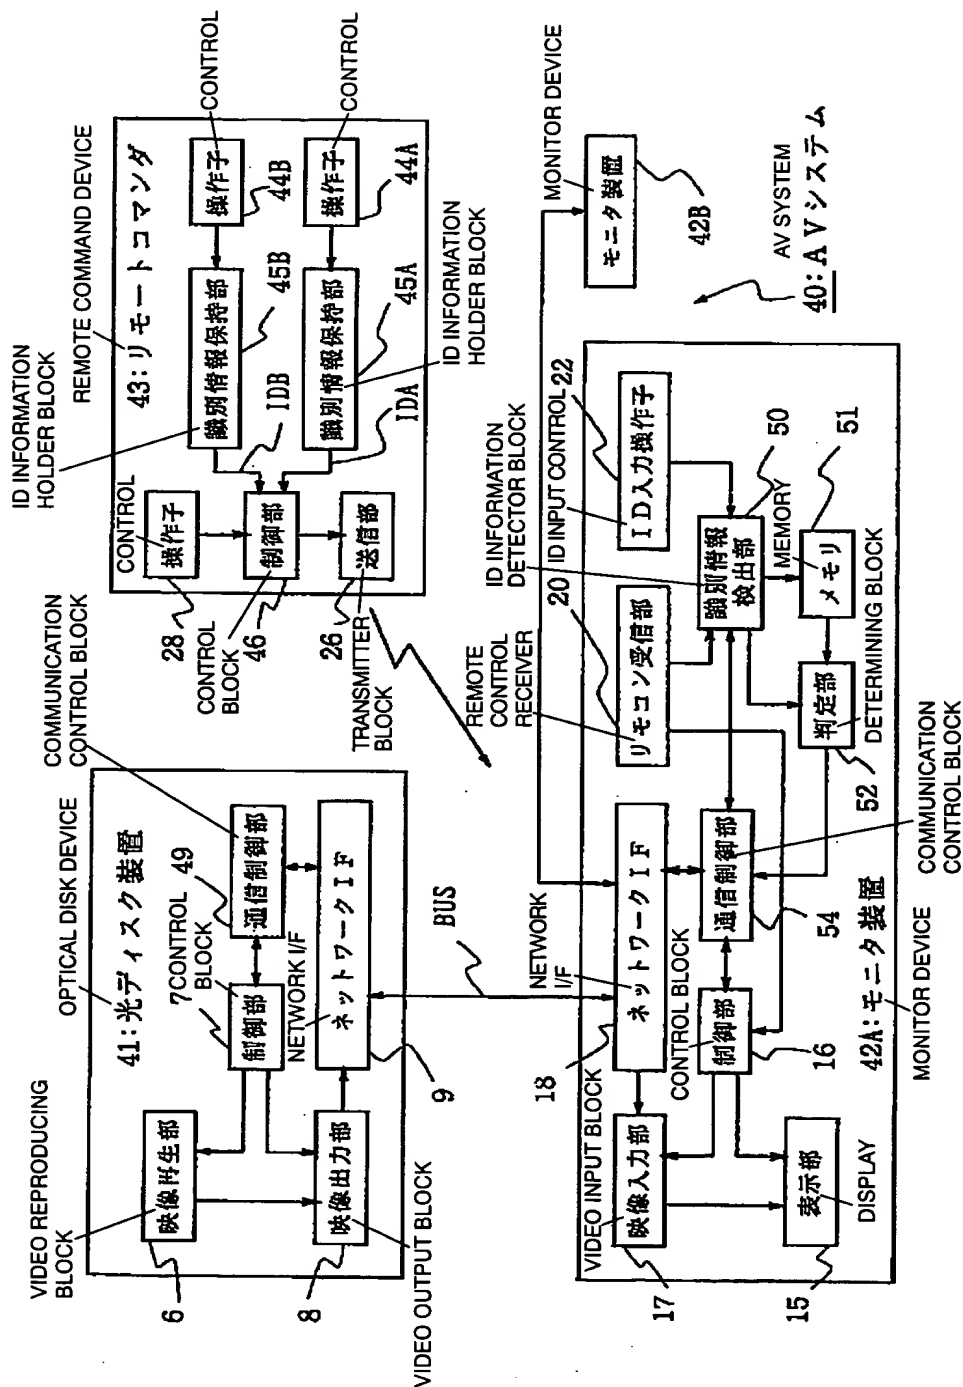 VIDEO REPRODUCING
BLOCK
OPTICAL DISK DEVICE
41:光ディスク装置
COMMUNICATION
CONTROL BLOCK
6
映像再生部
7
CONTROL
BLOCK
制御部
49
通信制御部
NETWORK I/F
8
映像出力部
ネットワークIF
9
VIDEO OUTPUT BLOCK
BUS
ID INFORMATION
HOLDER BLOCK
REMOTE COMMAND DEVICE
43:リモートコマンダ
CONTROL
28
操作子
識別情報保持部
操作子
CONTROL
45B
44B
IDB
CONTROL
BLOCK
46
制御部
識別情報保持部
操作子
CONTROL
45A
44A
IDA
26
送信部
TRANSMITTER
BLOCK
ID INFORMATION
HOLDER BLOCK
MONITOR DEVICE
モニタ装置
42B
AV SYSTEM
40:AVシステム
VIDEO INPUT BLOCK
18
NETWORK
I/F
REMOTE
CONTROL
RECEIVER
20
ID INFORMATION
DETECTOR BLOCK
ID INPUT CONTROL
22
17
映像入力部
ネットワークIF
リモコン受信部
ID入力操作子
CONTROL BLOCK
制御部
16
通信制御部
54
識別情報
検出部
50
MEMORY
メモリ
51
判定部
52
DETERMINING BLOCK
15
表示部
DISPLAY
42A:モニタ装置
MONITOR DEVICE
COMMUNICATION
CONTROL BLOCK